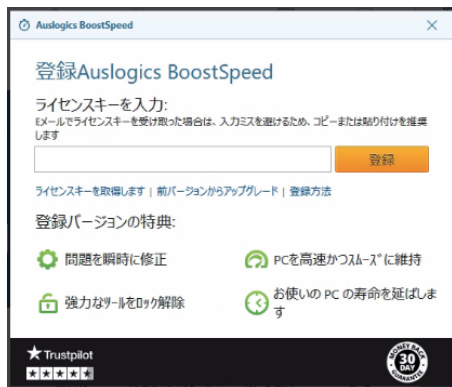 Auslogics BoostSpeed
登録Auslogics BoostSpeed
ライセンスキーを入力:
Eメールでライセンスキーを受け取った場合は、入力ミスを避けるため、コピーまたは貼り付けを推奨
します
登録
ライセンスキーを取得します | 前バージョンからアップグレード | 登録方法
登録バージョンの特典:
問題を瞬時に修正
PCを高速かつスムーズに維持
強力なツールをロック解除
お使いの PC の寿命を延ばしま
す
Trustpilot
MONEY BACK
30
DAY
GUARANTEE